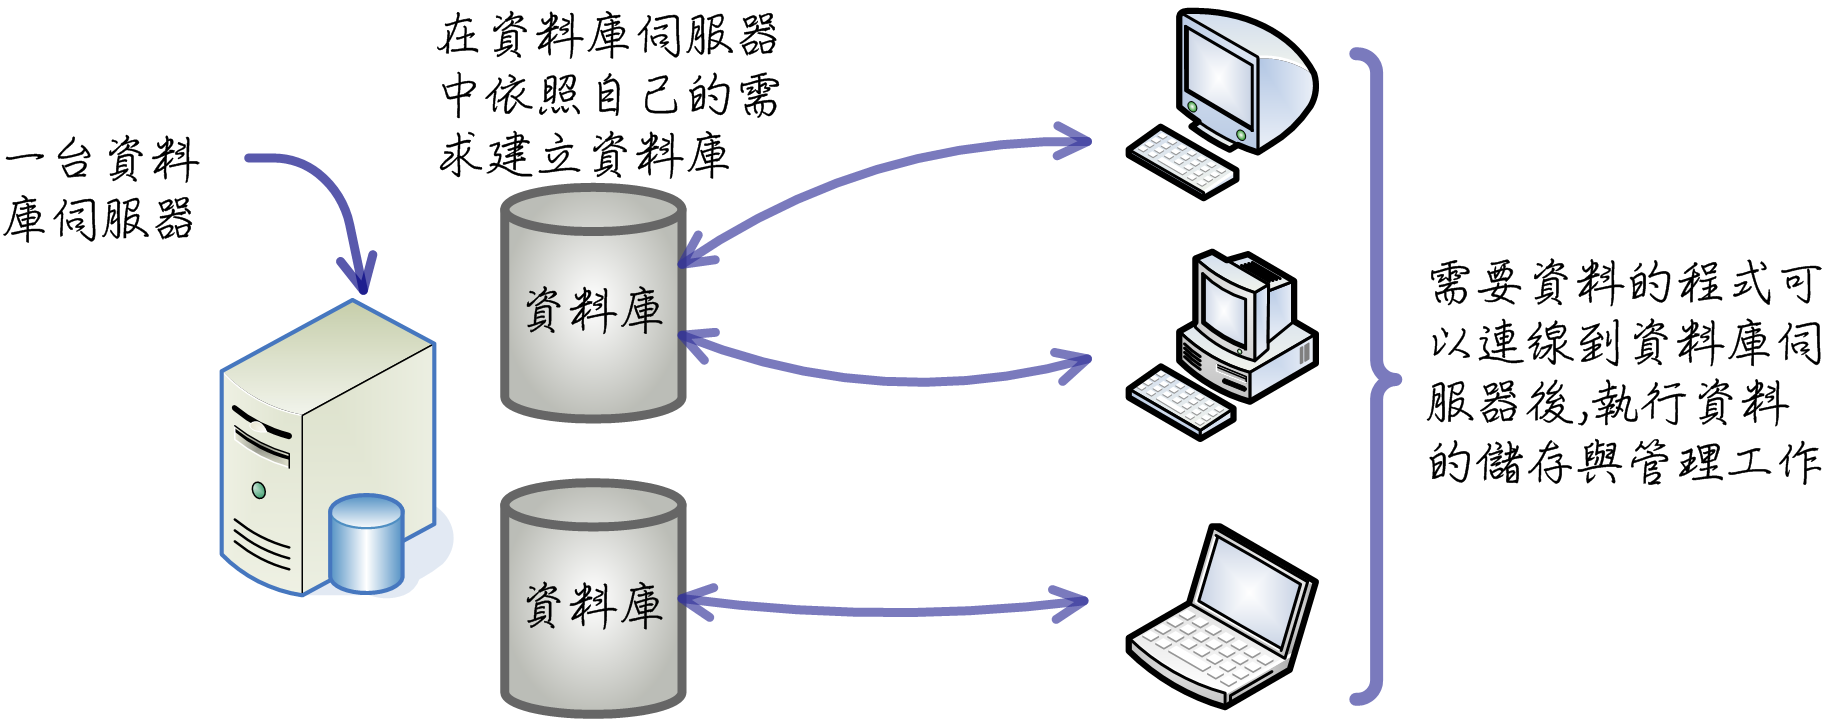 一台資料
庫伺服器
在資料庫伺服器
中依照自己的需
求建立資料庫
資料庫
資料庫
需要資料的程式可
以連線到資料庫伺
服器後,執行資料
的儲存與管理工作